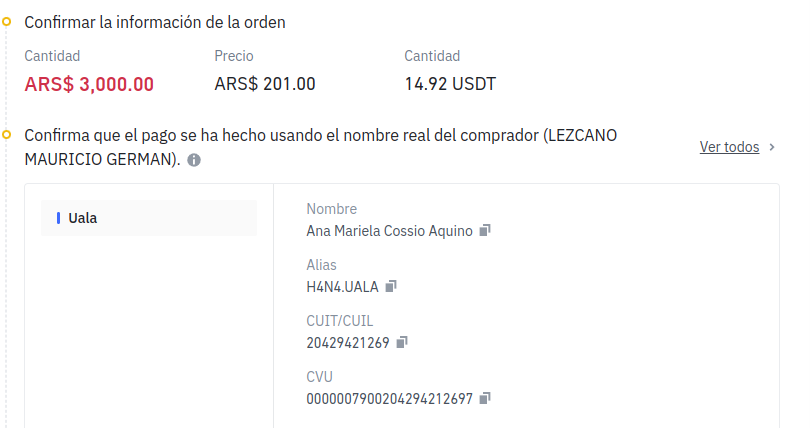 Confirmar la información de la orden
Cantidad Precio Cantidad
ARS$ 3,000.00 ARS$ 201.00 14.92 USDT
Confirma que el pago se ha hecho usando el nombre real del comprador (LEZCANO
MAURICIO GERMAN).
Ver todos
Uala
Nombre
Ana Mariela Cossio Aquino
Alias
H4N4.UALA
CUIT/CUIL
20429421269
CVU
0000007900204294212697